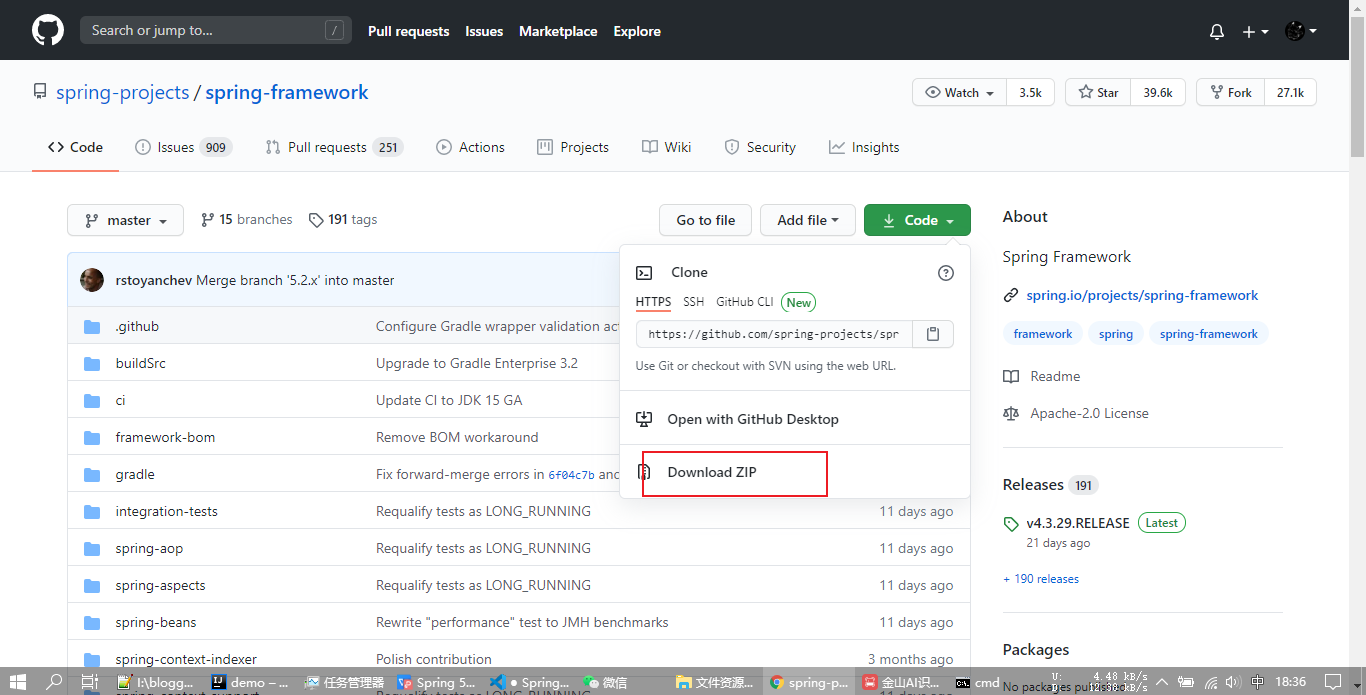 Search or jump to... /
Pull requests Issues Marketplace Explore
spring-projects / spring-framework
Watch 3.5k Star 39.6k Fork 27.1k
Code Issues 909 Pull requests 251 Actions Projects Wiki Security Insights
master 15 branches 191 tags
Go to file Add file Code
rstoyanchev Merge branch '5.2.x' into master
.github Configure Gradle wrapper validation
buildSrc Upgrade to Gradle Enterprise 3.2
ci Update CI to JDK 15 GA
framework-bom Remove BOM workaround
gradle Fix forward-merge errors in 6f04c7b and
integration-tests Requalify tests as LONG_RUNNING 11 days ago
spring-aop Requalify tests as LONG_RUNNING 11 days ago
spring-aspects Requalify tests as LONG_RUNNING 11 days ago
spring-beans Rewrite "performance" test to JMH benchmarks 11 days ago
spring-context-indexer Polish contribution 3 months ago
Clone
HTTPS SSH GitHub CLI New
https://github.com/spring-projects/spr
Use Git or checkout with SVN using the web URL.
Open with GitHub Desktop
Download ZIP
About
Spring Framework
spring.io/projects/spring-framework
framework spring spring-framework
Readme
Apache-2.0 License
Releases 191
v4.3.29.RELEASE Latest
21 days ago
+ 190 releases
Packages
I:\blogg... demo – ... 任务管理器 Spring 5... ● Spring... 微信 文件资源... spring-p... 金山AI识... cmd
U: 4.48 kB/s
D: kB/s
中 18:36